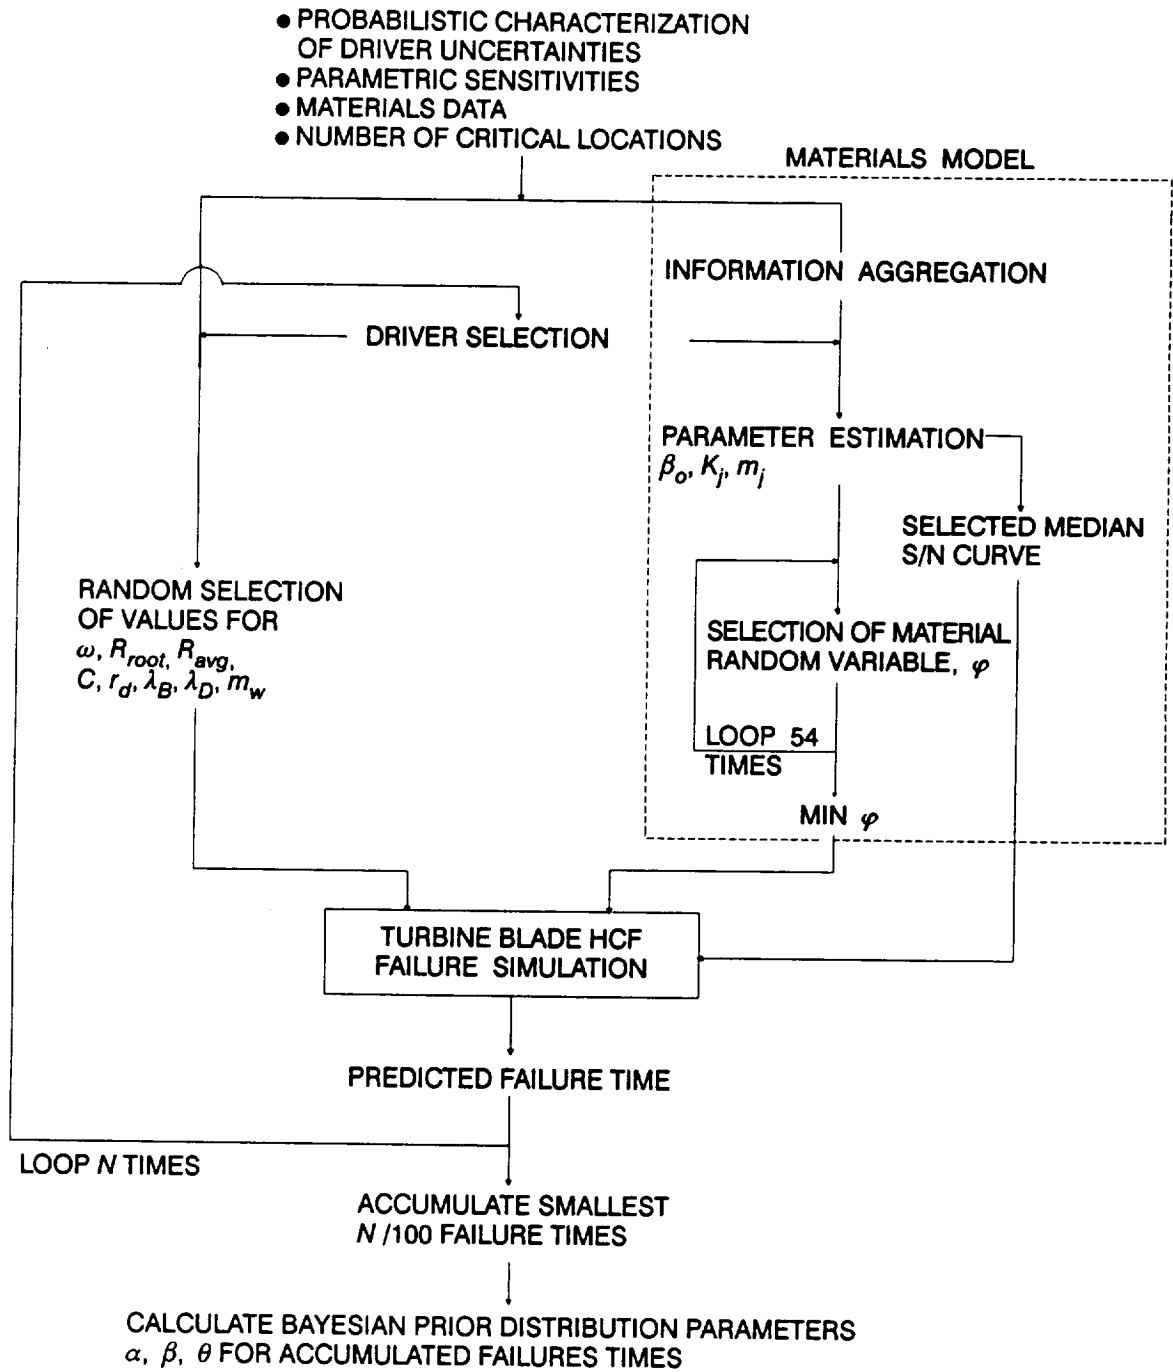 ● PROBABILISTIC CHARACTERIZATION
OF DRIVER UNCERTAINTIES
● PARAMETRIC SENSITIVITIES
● MATERIALS DATA
● NUMBER OF CRITICAL LOCATIONS
MATERIALS MODEL
INFORMATION AGGREGATION
DRIVER SELECTION
PARAMETER ESTIMATION
β_o, K_j, m_j
SELECTED MEDIAN
S/N CURVE
RANDOM SELECTION
OF VALUES FOR
ω, R_root, R_avg,
C, r_d, λ_B, λ_D, m_w
SELECTION OF MATERIAL
RANDOM VARIABLE, φ
LOOP 54
TIMES
MIN φ
TURBINE BLADE HCF
FAILURE SIMULATION
PREDICTED FAILURE TIME
LOOP N TIMES
ACCUMULATE SMALLEST
N /100 FAILURE TIMES
CALCULATE BAYESIAN PRIOR DISTRIBUTION PARAMETERS
α, β, θ FOR ACCUMULATED FAILURES TIMES